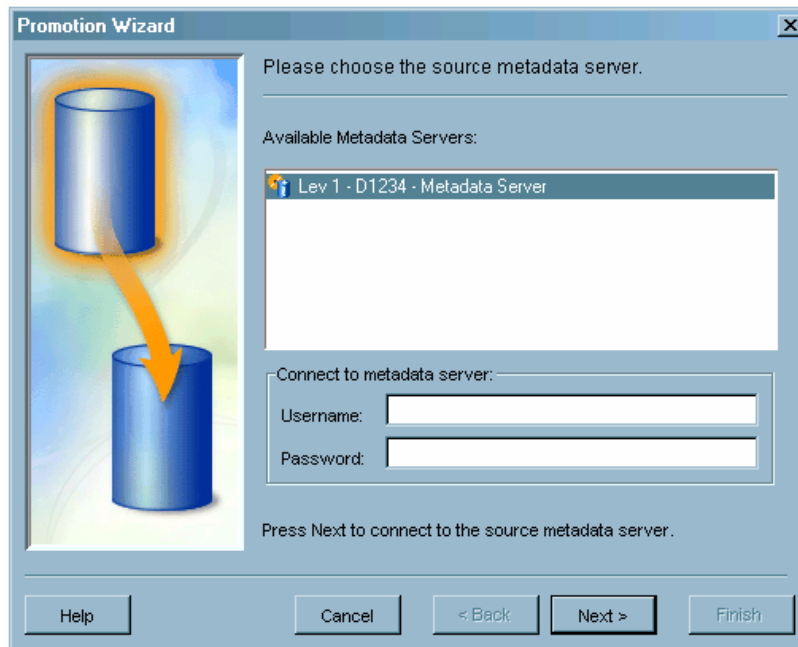 Promotion Wizard
Please choose the source metadata server.
Available Metadata Servers:
Lev 1 - D1234 - Metadata Server
Connect to metadata server:
Username:
Password:
Press Next to connect to the source metadata server.
Help
Cancel
< Back
Next >
Finish